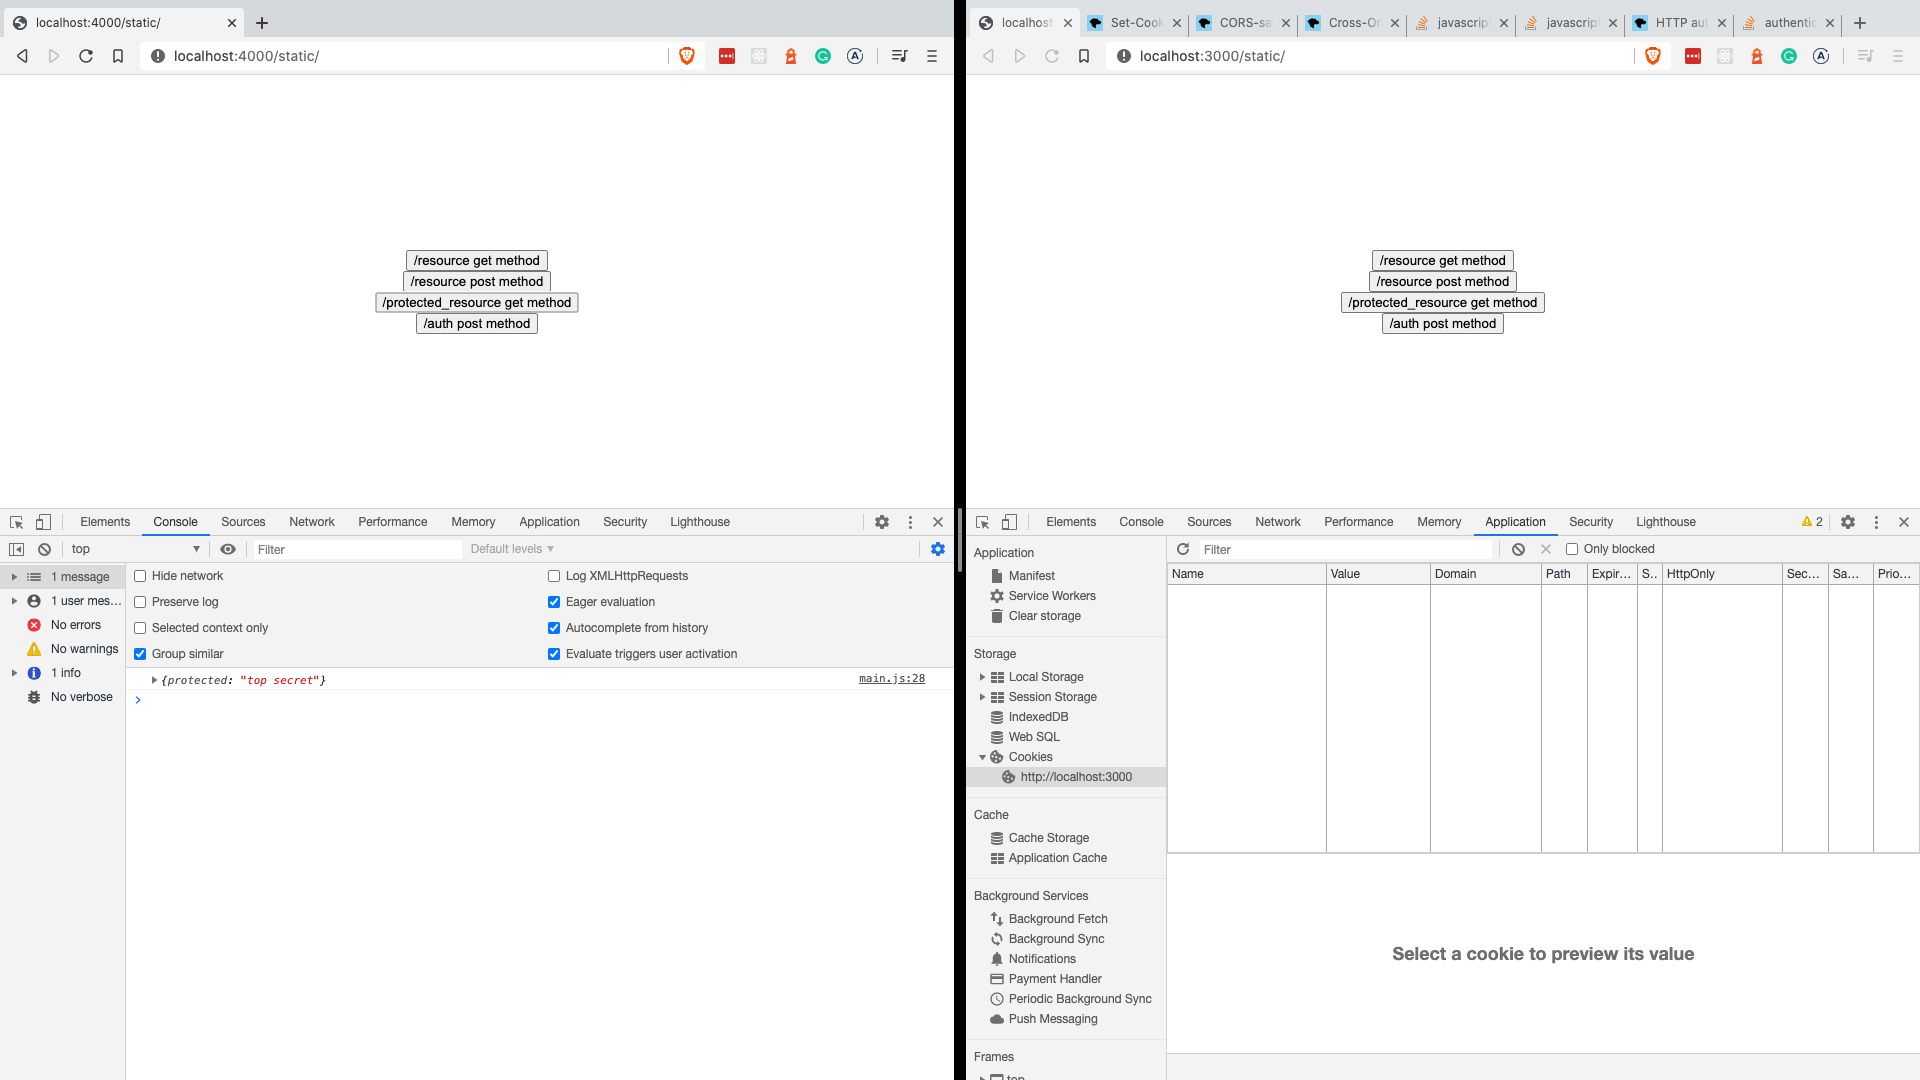 localhost:4000/static/
localhost:4000/static/
/resource get method
/resource post method
/protected_resource get method
/auth post method
Elements Console Sources Network Performance Memory Application Security Lighthouse
top Filter Default levels
1 message
1 user mes...
No errors
No warnings
1 info
No verbose
Hide network Log XMLHttpRequests
Preserve log Eager evaluation
Selected context only Autocomplete from history
Group similar Evaluate triggers user activation
{protected: "top secret"} main.js:28
localhost Set-Cook CORS-sa Cross-Or javascript javascript HTTP aut authentic
localhost:3000/static/
/resource get method
/resource post method
/protected_resource get method
/auth post method
Elements Console Sources Network Performance Memory Application Security Lighthouse 2
Application
Manifest
Service Workers
Clear storage
Storage
Local Storage
Session Storage
IndexedDB
Web SQL
Cookies
http://localhost:3000
Cache
Cache Storage
Application Cache
Background Services
Background Fetch
Background Sync
Notifications
Payment Handler
Periodic Background Sync
Push Messaging
Frames
top
Filter Only blocked
Name Value Domain Path Expir... S.. HttpOnly Sec... Sa... Prio...
Select a cookie to preview its value